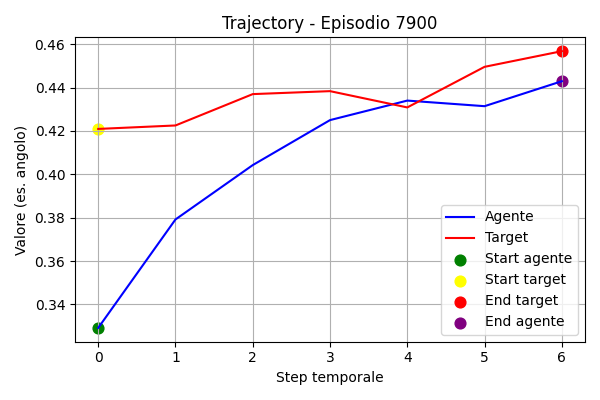 Trajectory - Episodio 7900
Valore (es. angolo)
0.46
0.44
0.42
0.40
0.38
0.36
0.34
0 1 2 3 4 5 6
Step temporale
Agente
Target
Start agente
Start target
End target
End agente